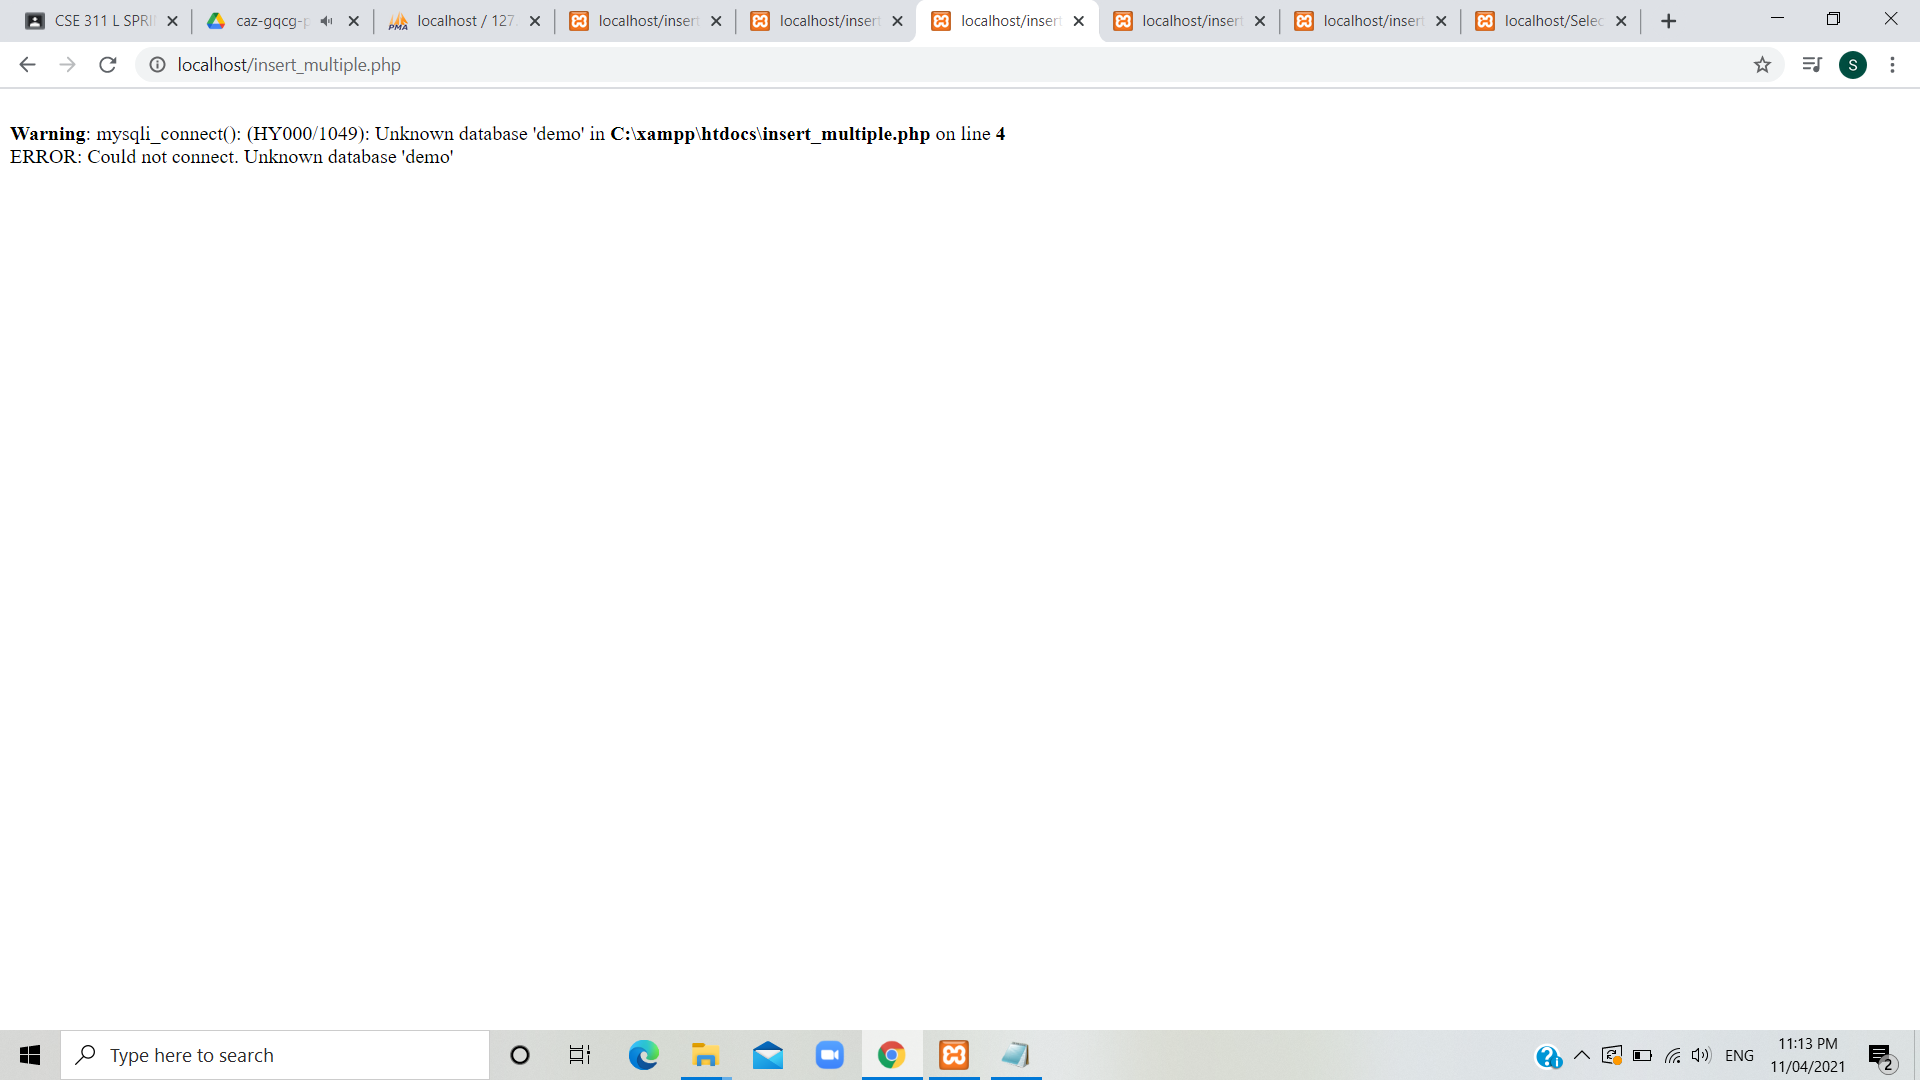 CSE 311 L SPRI
caz-gqcg-p
PMA
localhost / 127.
localhost/insert
localhost/insert
localhost/insert
localhost/insert
localhost/insert
localhost/Selec
localhost/insert_multiple.php
S
Warning: mysqli_connect(): (HY000/1049): Unknown database 'demo' in C:\xampp\htdocs\insert_multiple.php on line 4
ERROR: Could not connect. Unknown database 'demo'
Type here to search
ENG
11:13 PM
11/04/2021
2